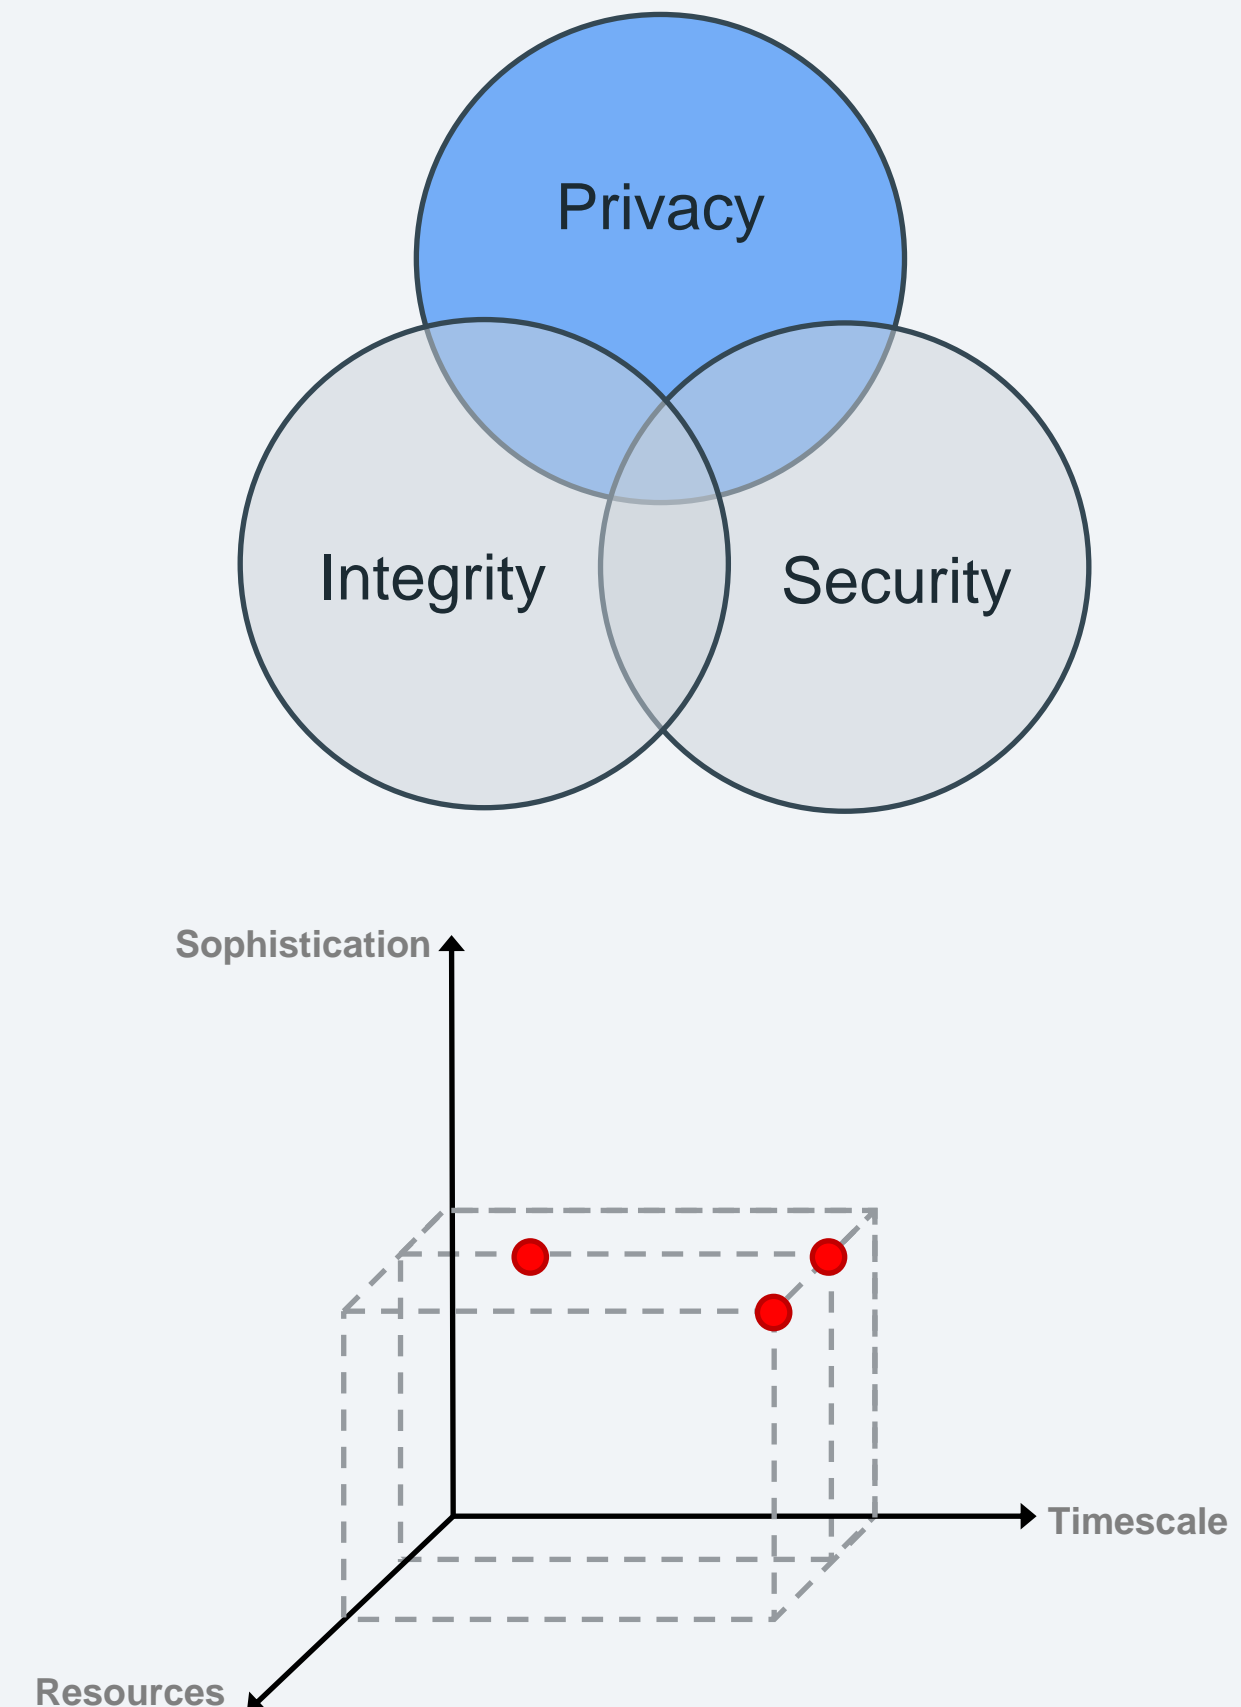 Privacy
Integrity
Security
Sophistication
Timescale
Resources